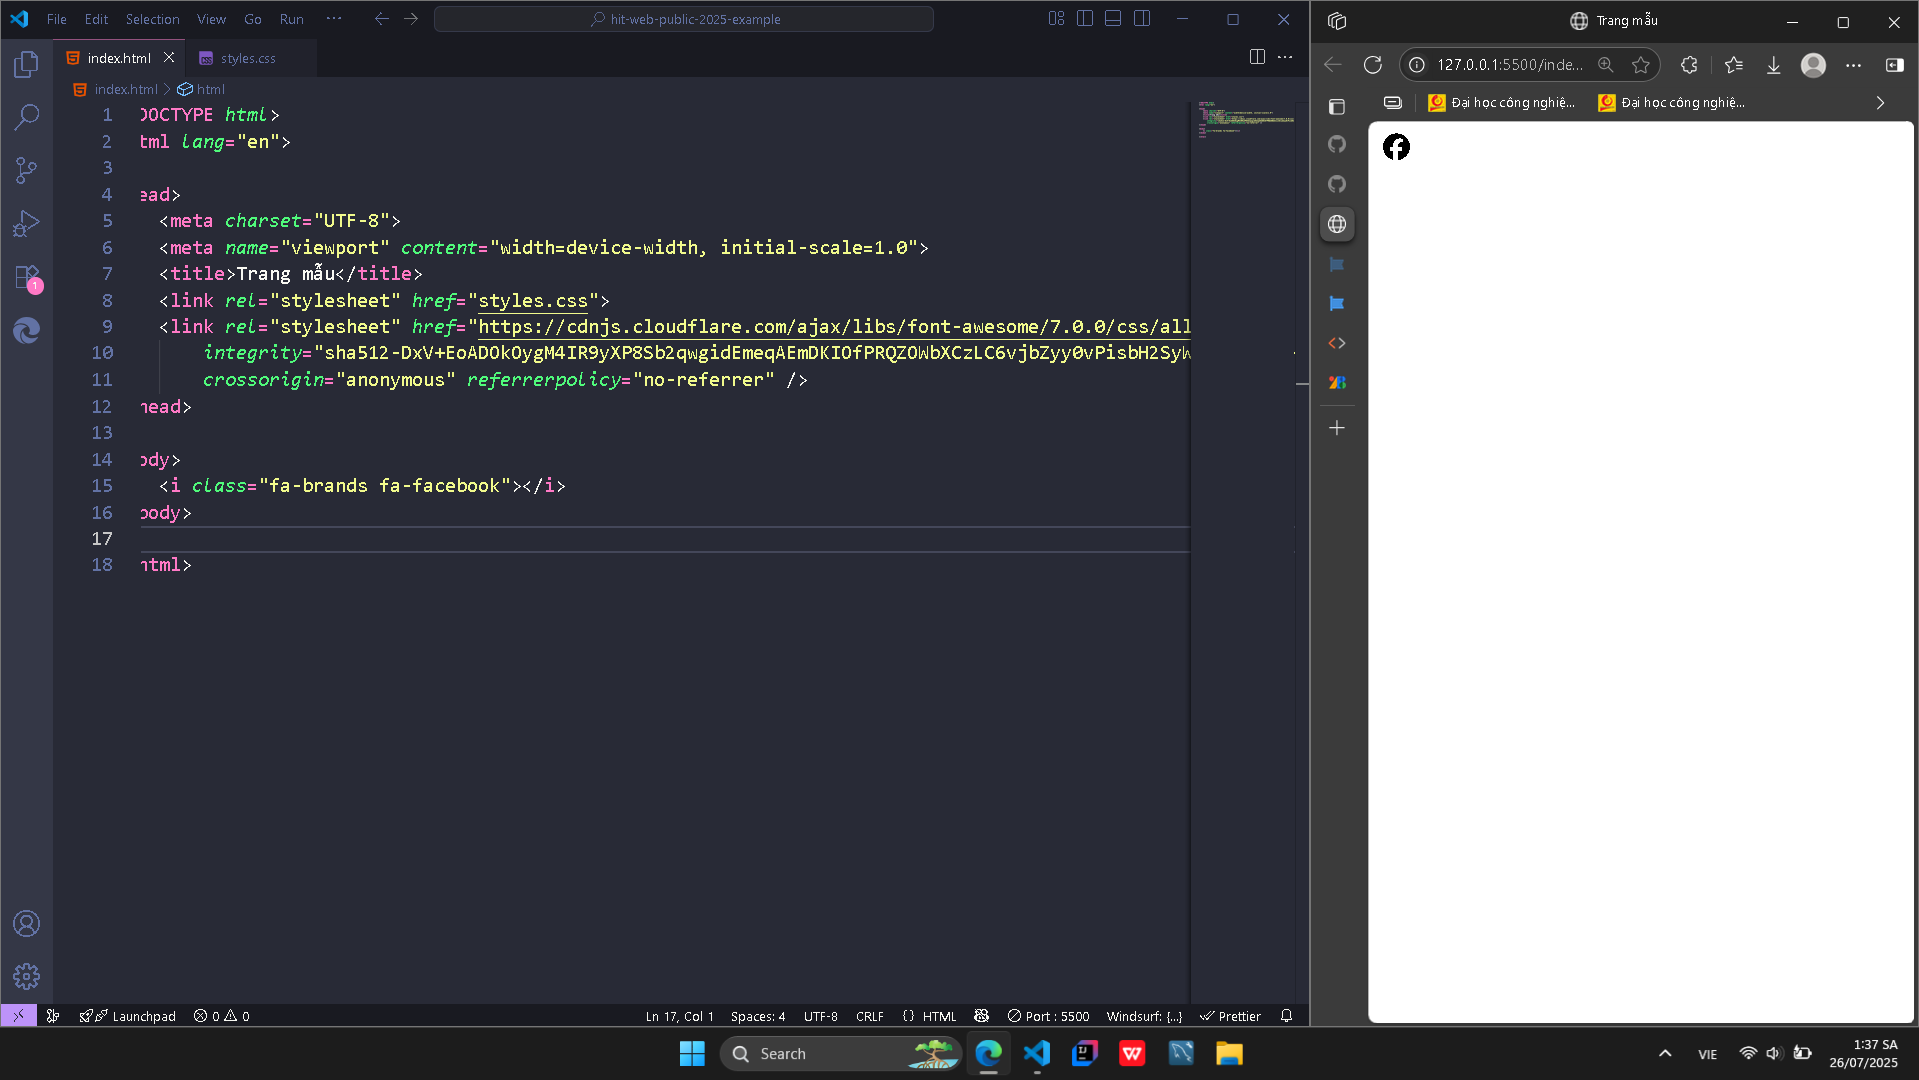 File Edit Selection View Go Run ···
hit-web-public-2025-example
Trang mẫu
index.html
styles.css
127.0.0.1:5500/inde...
index.html > html
Đại học công nghiệ...
Đại học công nghiệ...
1 DOCTYPE html>
2 tml lang="en">
3
4 ead>
5 <meta charset="UTF-8">
6 <meta name="viewport" content="width=device-width, initial-scale=1.0">
7 <title>Trang mẫu</title>
8 <link rel="stylesheet" href="styles.css">
9 <link rel="stylesheet" href="https://cdnjs.cloudflare.com/ajax/libs/font-awesome/7.0.0/css/all
10 integrity="
11 crossorigin="anonymous" referrerpolicy="no-referrer" />
12 head>
13
14 ody>
15 <i class="fa-brands fa-facebook"></i>
16 body>
17
18 html>
1
Launchpad 0 0
Ln 17, Col 1 Spaces: 4 UTF-8 CRLF {} HTML Port : 5500 Windsurf: {...} Prettier
Search
VIE
1:37 SA
26/07/2025